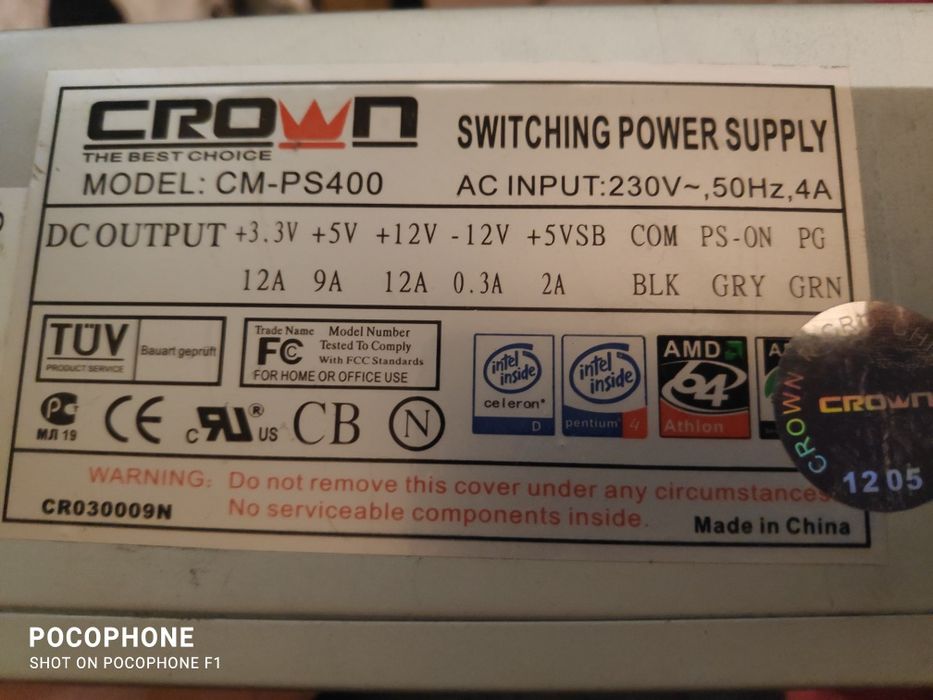 CROWN
THE BEST CHOICE
SWITCHING POWER SUPPLY
MODEL: CM-PS400
AC INPUT:230V~,50Hz,4A
DC OUTPUT +3.3V +5V +12V -12V +5VSB COM PS-ON PG
12A 9A 12A 0.3A 2A BLK GRY GRN
TÜV
PRODUCT SERVICE
Bauart geprüft
Trade Name Model Number
FC Tested To Comply
With FCC Standards
FOR HOME OR OFFICE USE
intel inside
celeron®
D
intel inside
pentium® 4
AMD
64
Athlon
РС
МЛ 19
CE
c RU ® US
CB
N
CROWN
CROWN
12 05
WARNING: Do not remove this cover under any circumstances
No serviceable components inside.
CR030009N
Made in China
POCOPHONE
SHOT ON POCOPHONE F1